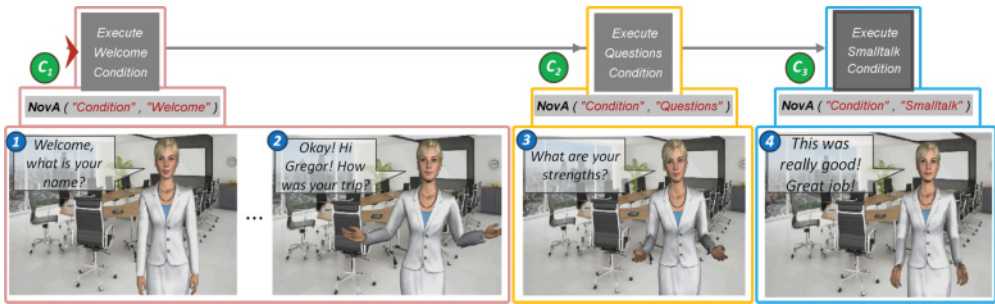 Execute
Welcome
Condition
C1
NovA ( "Condition" , "Welcome" )
1
Welcome,
what is your
name?
...
2
Okay! Hi
Gregor! How
was your trip?
Execute
Questions
Condition
C2
NovA ( "Condition" , "Questions" )
3
What are your
strengths?
Execute
Smalltalk
Condition
C3
NovA ( "Condition" , "Smalltalk" )
4
This was
really good!
Great job!